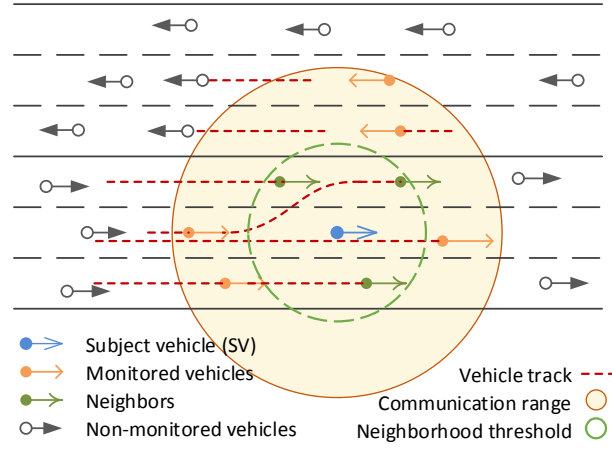 Subject vehicle (SV)
Monitored vehicles
Neighbors
Non-monitored vehicles
Vehicle track
Communication range
Neighborhood threshold